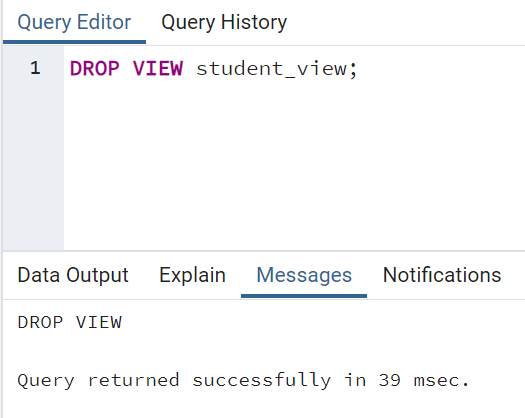 Query Editor Query History
1 DROP VIEW student_view;
Data Output Explain Messages Notifications
DROP VIEW
Query returned successfully in 39 msec.